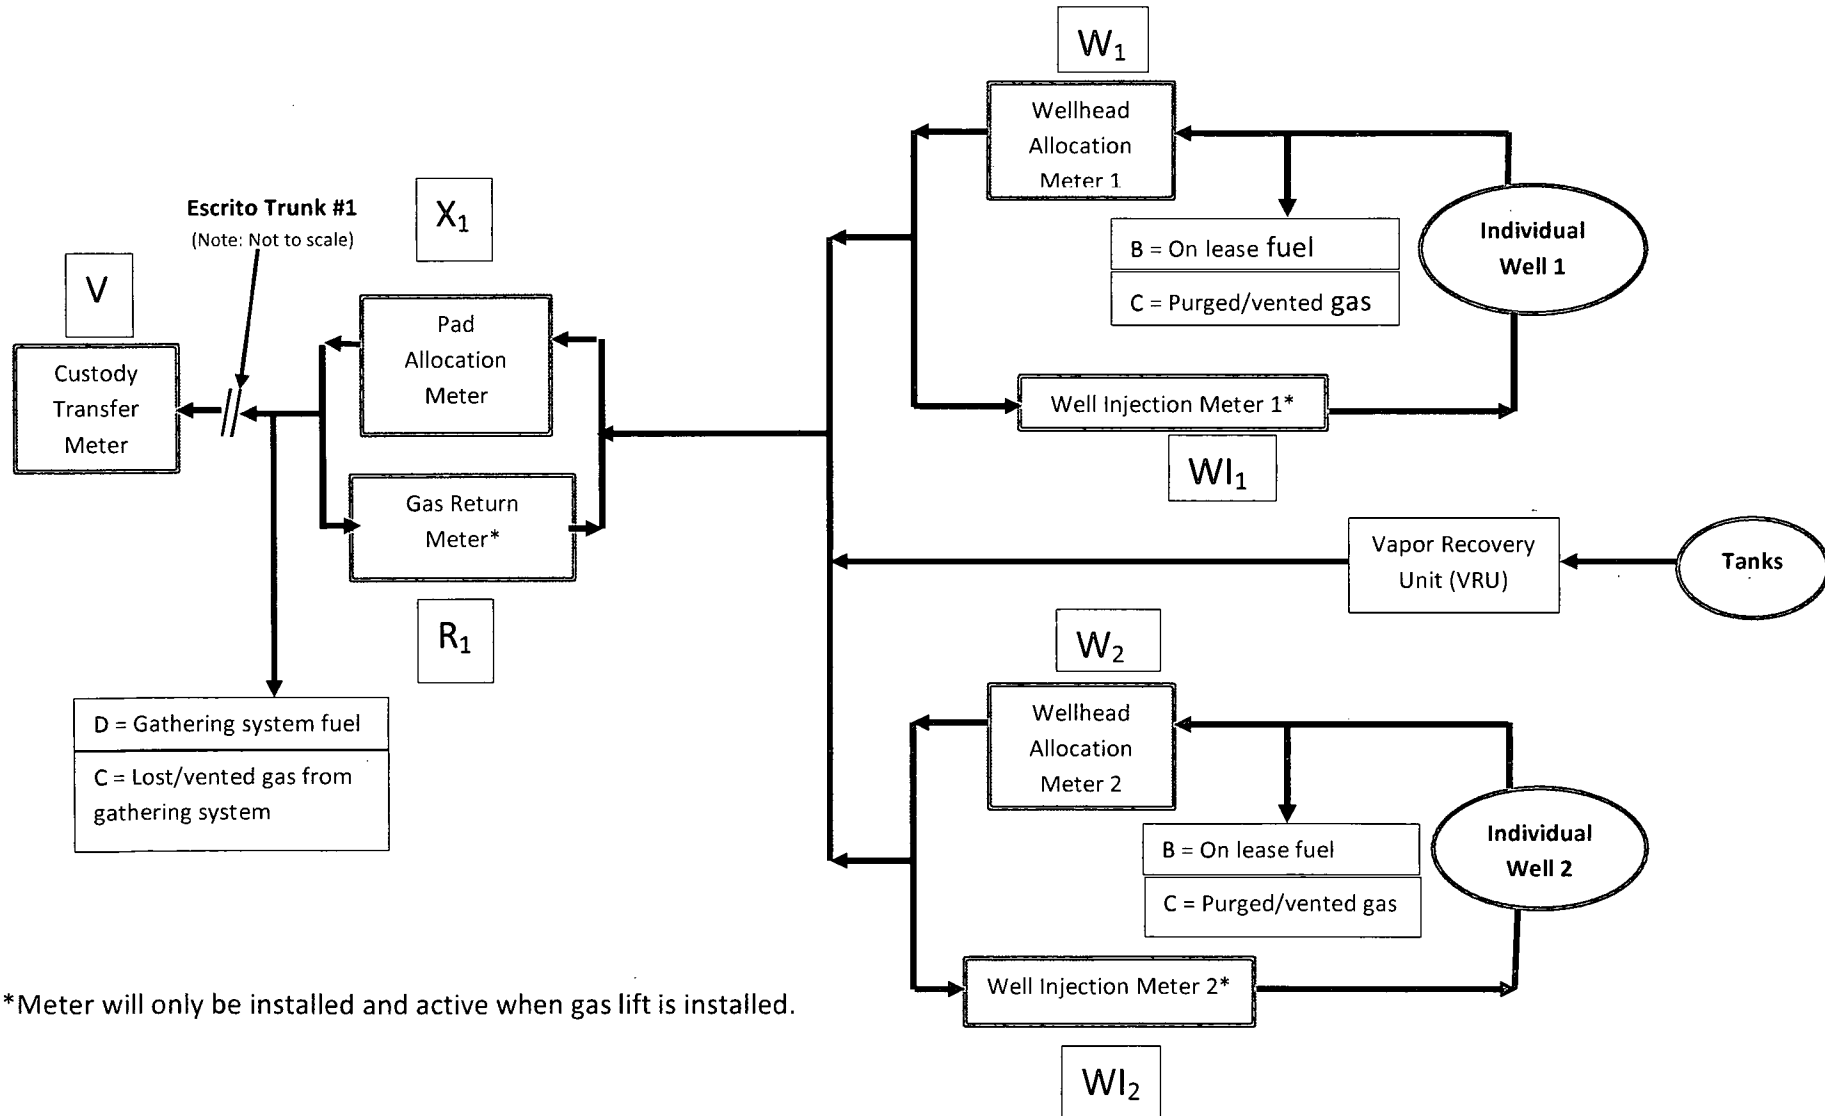 W1
Wellhead
Allocation
Meter 1
B = On lease fuel
C = Purged/vented gas
Individual
Well 1
Well Injection Meter 1*
WI1
Escrito Trunk #1
(Note: Not to scale)
X1
V
Custody
Transfer
Meter
Pad
Allocation
Meter
Gas Return
Meter*
R1
D = Gathering system fuel
C = Lost/vented gas from
gathering system
Vapor Recovery
Unit (VRU)
Tanks
W2
Wellhead
Allocation
Meter 2
B = On lease fuel
C = Purged/vented gas
Individual
Well 2
Well Injection Meter 2*
WI2
*Meter will only be installed and active when gas lift is installed.